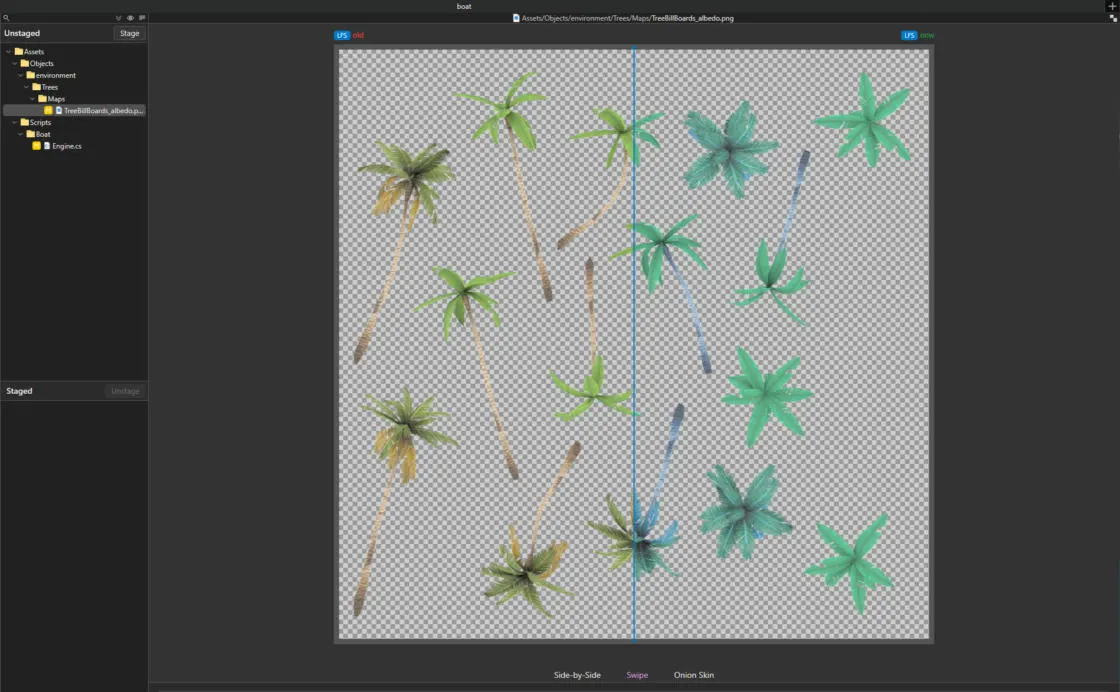 boat
Assets/Objects/environment/Trees/Maps/TreeBillBoards_albedo.png
Unstaged
Stage
LFS old
LFS new
Assets
Objects
environment
Trees
Maps
TreeBillBoards_albedo.p...
Scripts
Boat
Engine.cs
Staged
Unstage
Side-by-Side
Swipe
Onion Skin